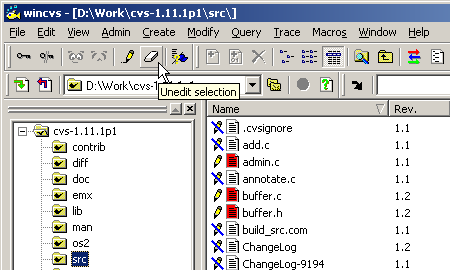 wincvs - [D:\Work\cvs-1.11.1p1\src\]
File Edit View Admin Create Modify Query Trace Macros Window Help
D:\Work\cvs-1
Unedit selection
cvs-1.11.1p1
contrib
diff
doc
emx
lib
man
os2
src
Name Rev.
.cvsignore 1.1
add.c 1.1
admin.c 1.1
annotate.c 1.1
buffer.c 1.2
buffer.h 1.2
build_src.com 1.1
ChangeLog 1.2
ChangeLog-9194 1.1